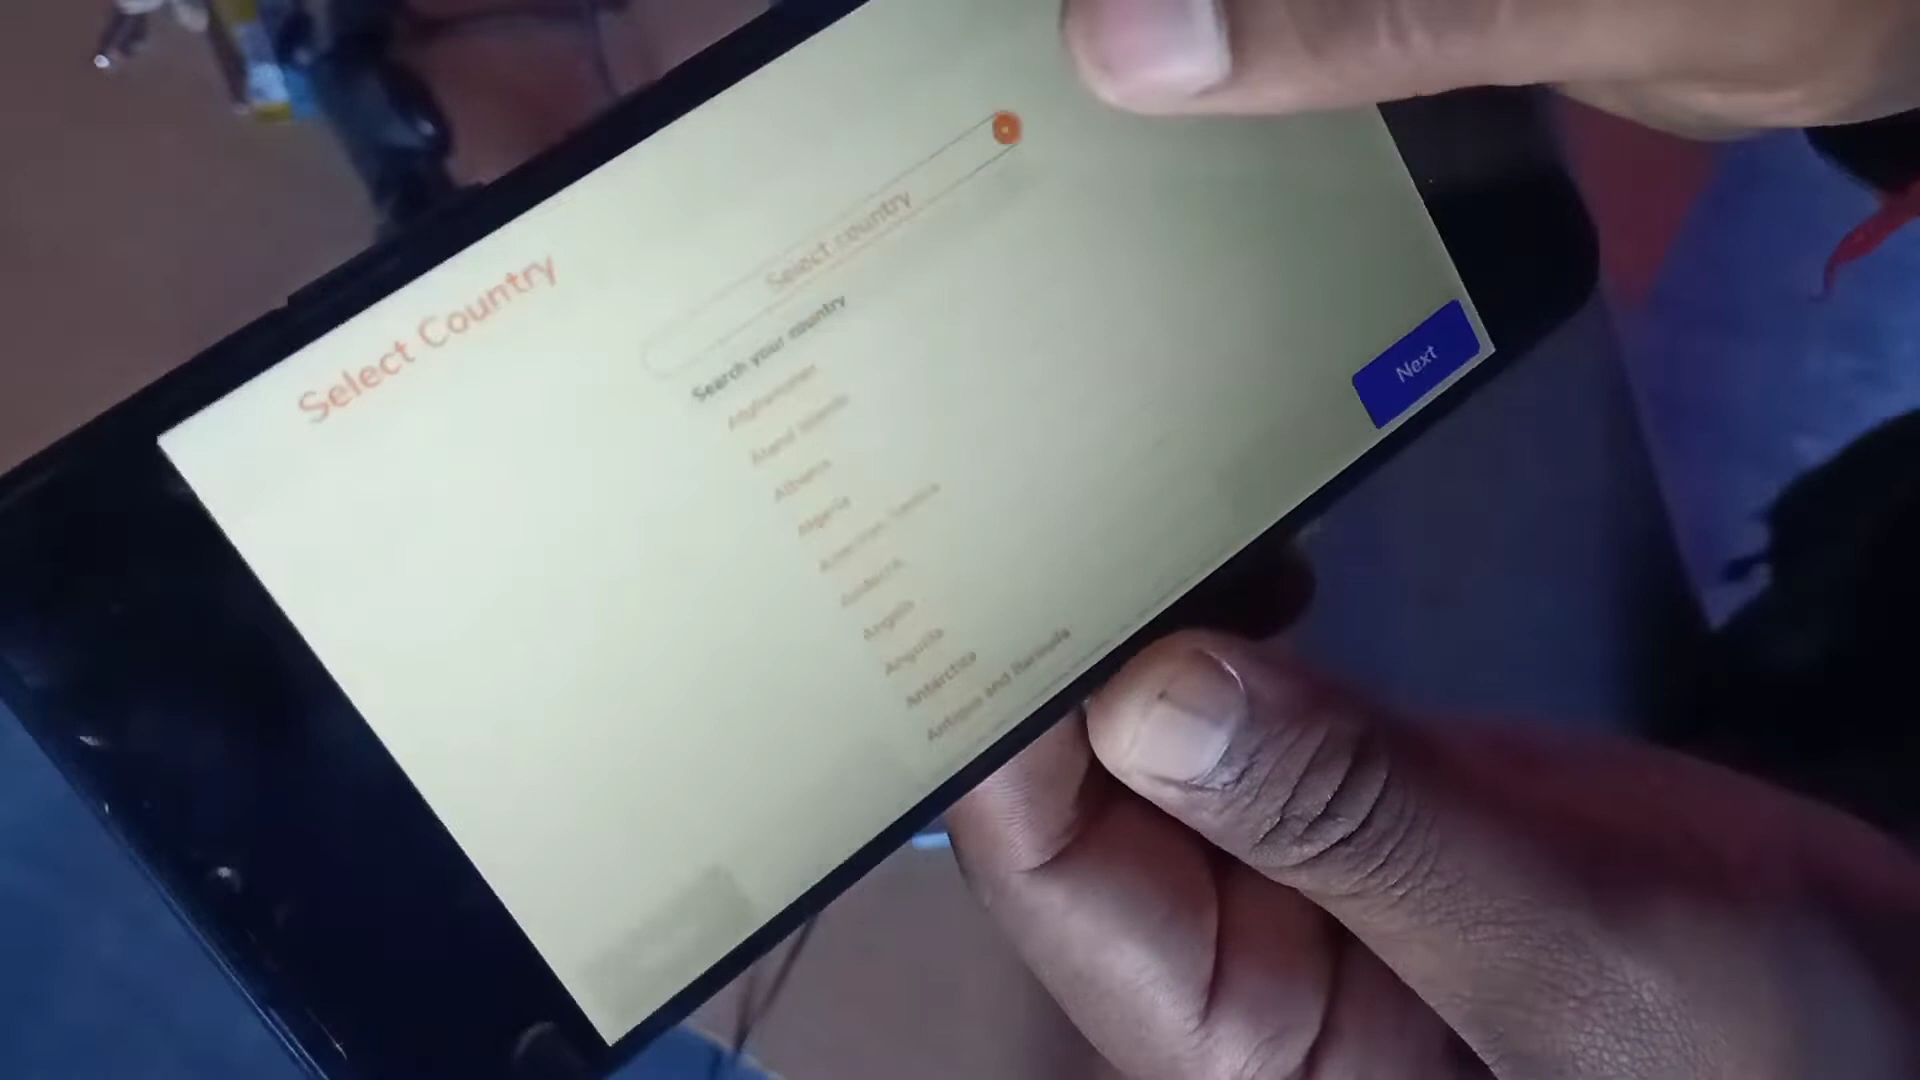 Select Country
Select country
Search your country
Afghanistan
Aland Islands
Albania
Algeria
American Samoa
Andorra
Angola
Anguilla
Antarctica
Antigua and Barbuda
Next